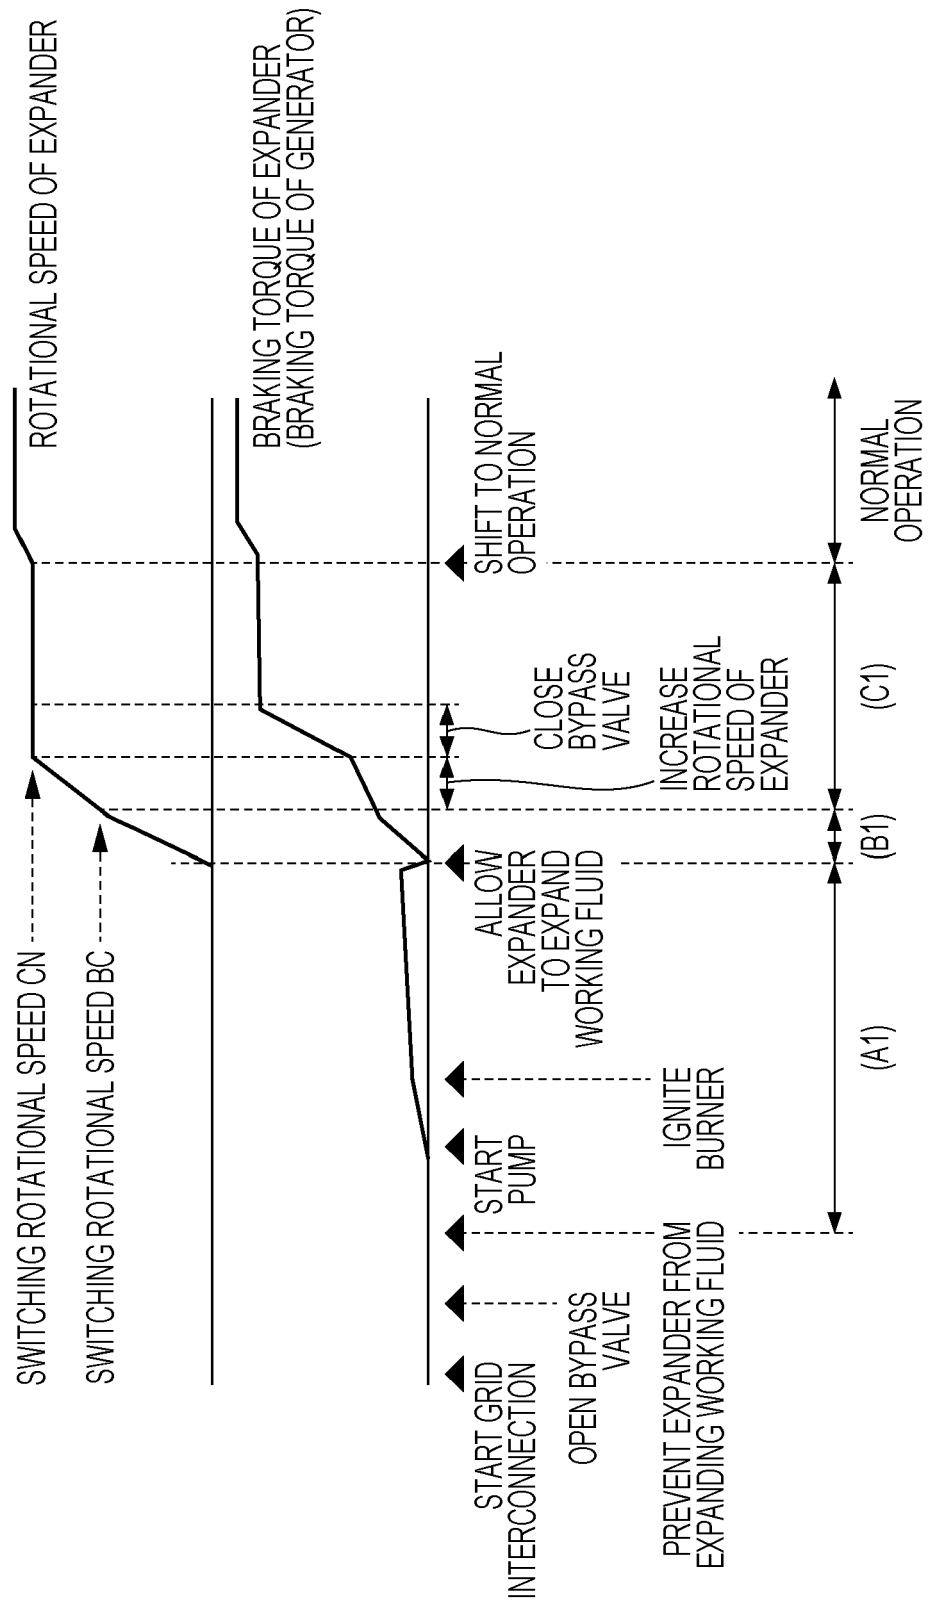 SWITCHING ROTATIONAL SPEED CN
SWITCHING ROTATIONAL SPEED BC
ROTATIONAL SPEED OF EXPANDER
BRAKING TORQUE OF EXPANDER
(BRAKING TORQUE OF GENERATOR)
START GRID
INTERCONNECTION
OPEN BYPASS
VALVE
PREVENT EXPANDER FROM
EXPANDING WORKING FLUID
START
PUMP
IGNITE
BURNER
ALLOW
EXPANDER
TO EXPAND
WORKING FLUID
INCREASE
ROTATIONAL
SPEED OF
EXPANDER
CLOSE
BYPASS
VALVE
SHIFT TO NORMAL
OPERATION
(A1)
(B1)
(C1)
NORMAL
OPERATION